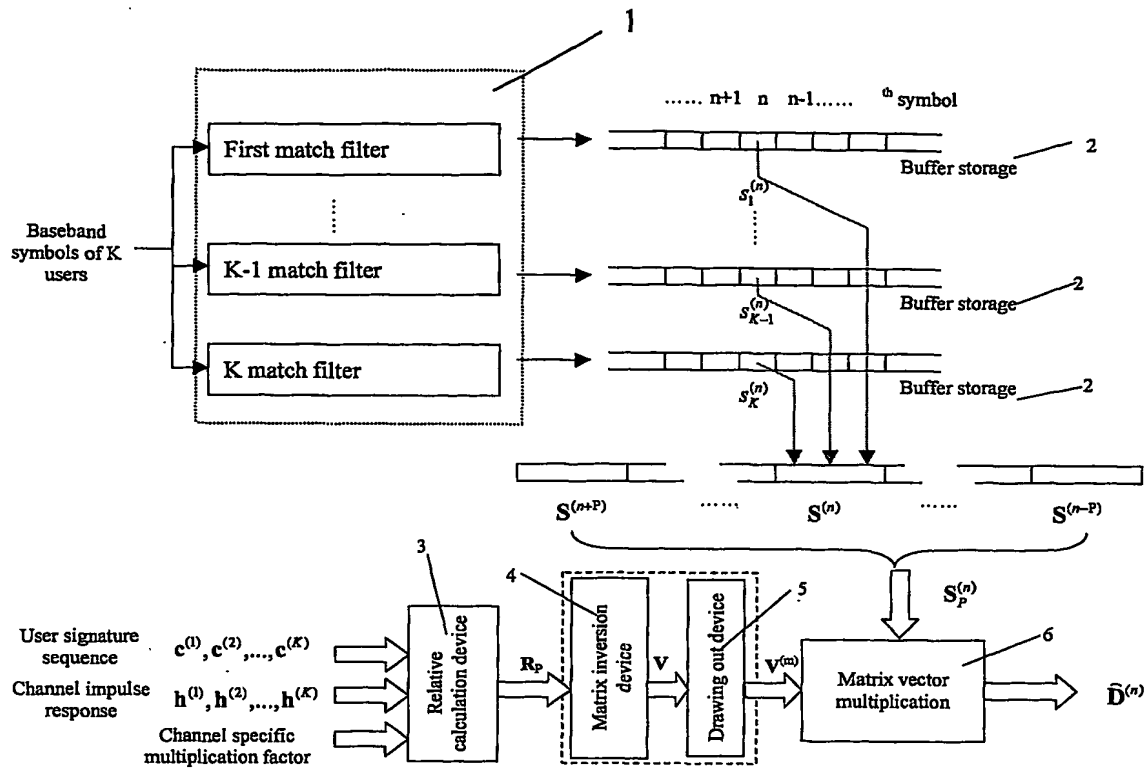 1
...... n+1 n n-1...... th symbol
First match filter
2
Buffer storage
s_1^{(n)}
......
......
Baseband
symbols of K
users
K-1 match filter
2
Buffer storage
s_{K-1}^{(n)}
K match filter
Buffer storage
2
s_K^{(n)}
S^{(n+P)} ...... S^{(n)} ...... S^{(n-P)}
3
4
5
S_P^{(n)}
6
User signature
sequence
c^{(1)}, c^{(2)},..., c^{(K)}
Channel impulse
response
h^{(1)}, h^{(2)},..., h^{(K)}
Channel specific
multiplication factor
Relative
calculation device
R_P
Matrix inversion
device
V
Drawing out device
V^{(m)}
Matrix vector
multiplication
D̂^{(n)}